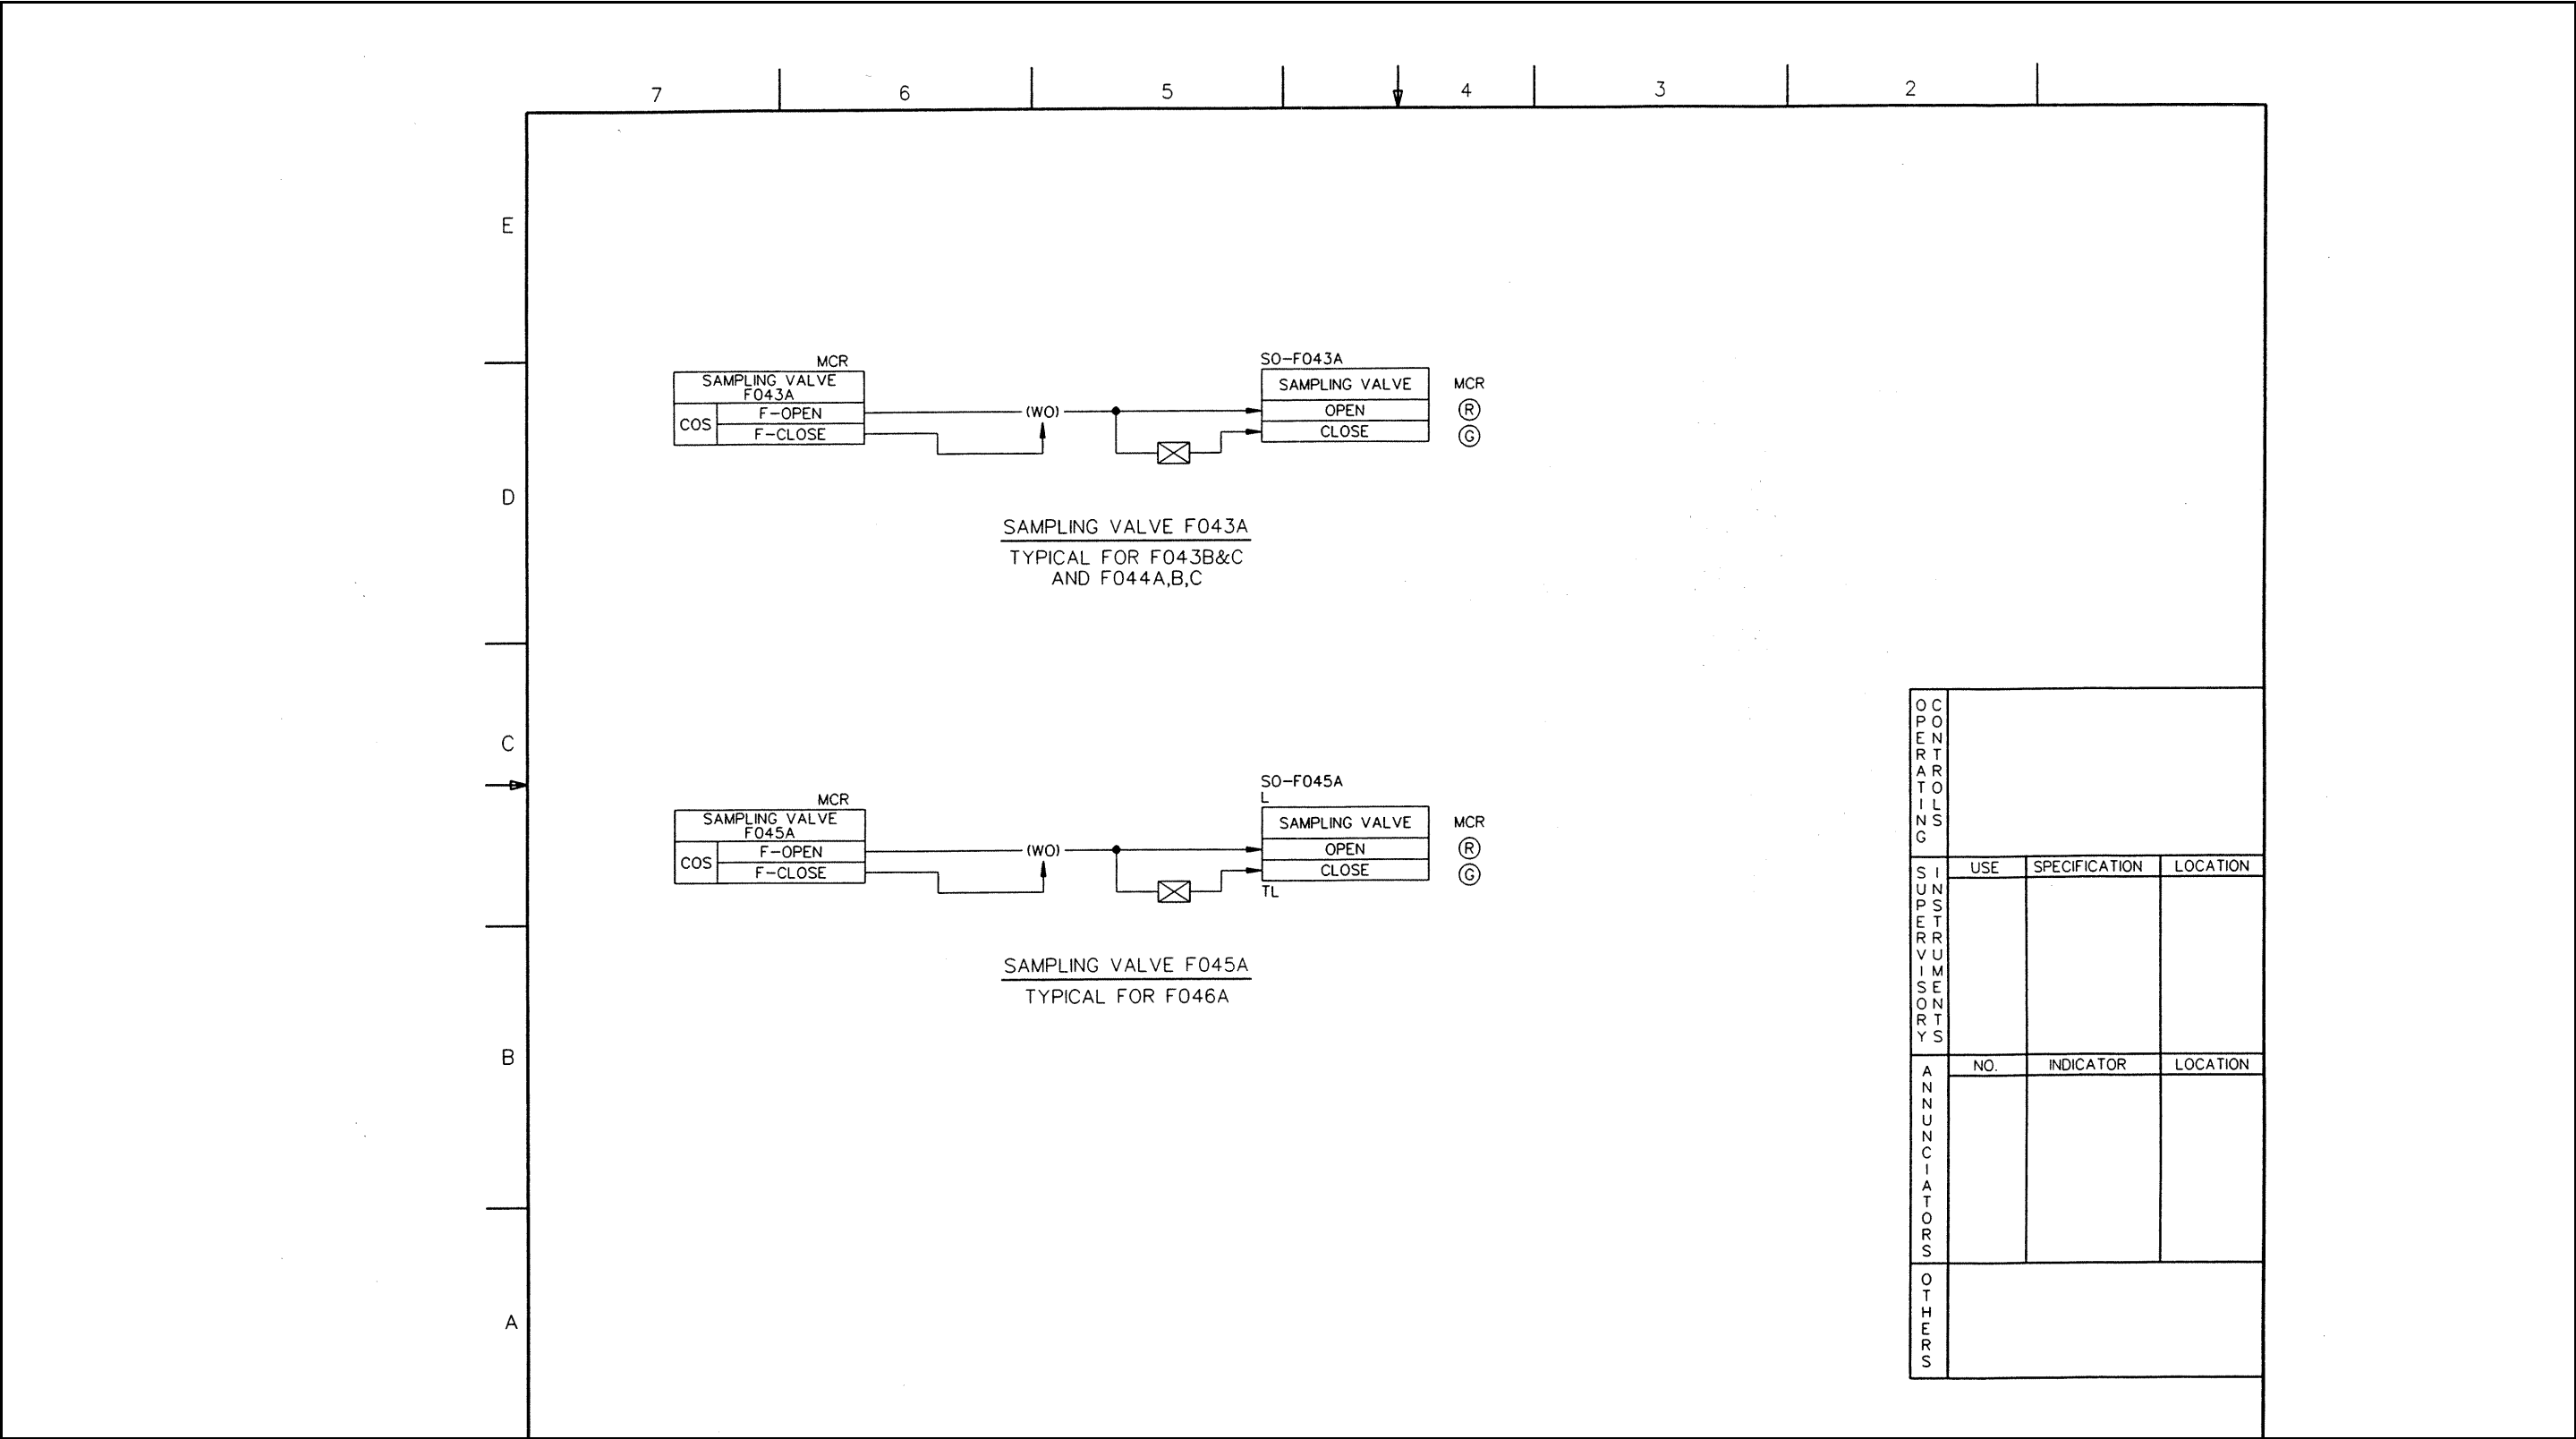 7 6 5 4 3 2
E
D
C
B
A
MCR
SAMPLING VALVE
F043A
COS
F-OPEN
F-CLOSE
(WO)
SO-F043A
SAMPLING VALVE
OPEN
CLOSE
MCR
R
G
SAMPLING VALVE F043A
TYPICAL FOR F043B&C
AND F044A,B,C
MCR
SAMPLING VALVE
F045A
COS
F-OPEN
F-CLOSE
(WO)
SO-F045A
L
SAMPLING VALVE
OPEN
CLOSE
TL
MCR
R
G
SAMPLING VALVE F045A
TYPICAL FOR F046A
OPERATING
CONTROLS
SUPERVISORY
INSTRUMENTS
USE SPECIFICATION LOCATION
ANNUNCIATORS
NO. INDICATOR LOCATION
OTHERS